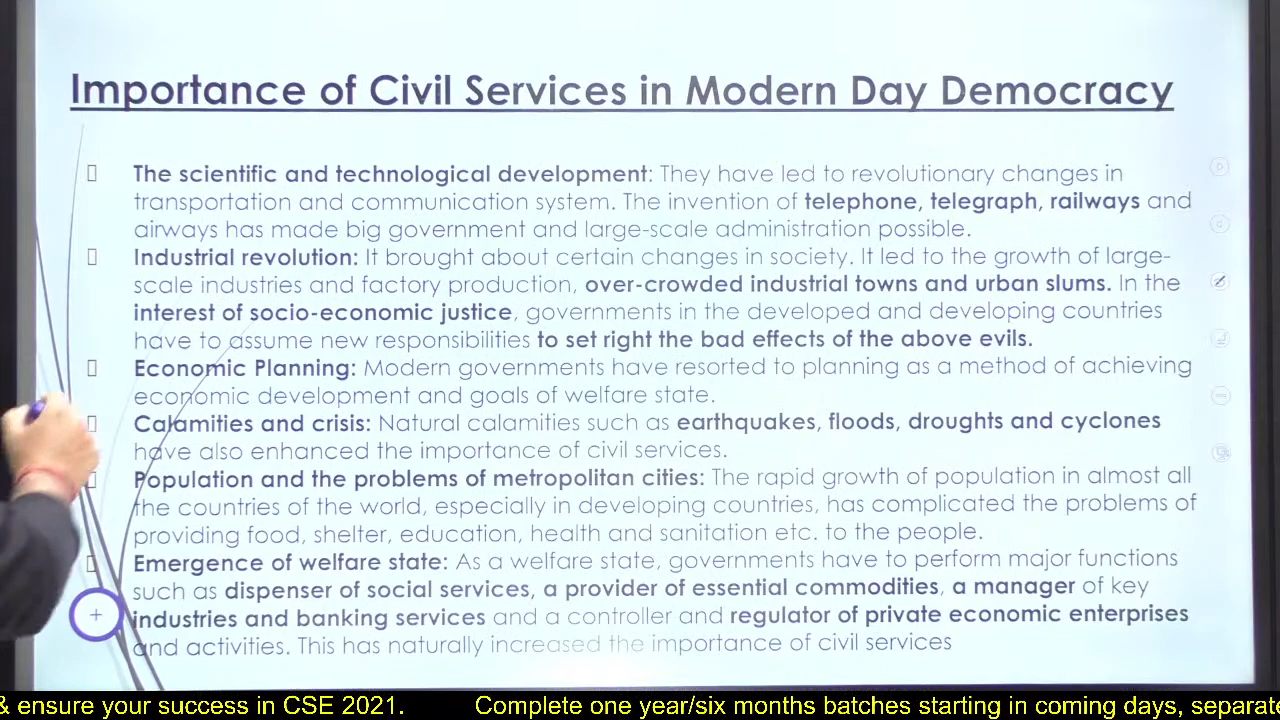 Importance of Civil Services in Modern Day Democracy
The scientific and technological development: They have led to revolutionary changes in
transportation and communication system. The invention of telephone, telegraph, railways and
airways has made big government and large-scale administration possible.
Industrial revolution: It brought about certain changes in society. It led to the growth of large-
scale industries and factory production, over-crowded industrial towns and urban slums. In the
interest of socio-economic justice, governments in the developed and developing countries
have to assume new responsibilities to set right the bad effects of the above evils.
Economic Planning: Modern governments have resorted to planning as a method of achieving
economic development and goals of welfare state.
Calamities and crisis: Natural calamities such as earthquakes, floods, droughts and cyclones
have also enhanced the importance of civil services.
Population and the problems of metropolitan cities: The rapid growth of population in almost all
the countries of the world, especially in developing countries, has complicated the problems of
providing food, shelter, education, health and sanitation etc. to the people.
Emergence of welfare state: As a welfare state, governments have to perform major functions
such as dispenser of social services, a provider of essential commodities, a manager of key
industries and banking services and a controller and regulator of private economic enterprises
and activities. This has naturally increased the importance of civil services
& ensure your success in CSE 2021. Complete one year/six months batches starting in coming days, separate